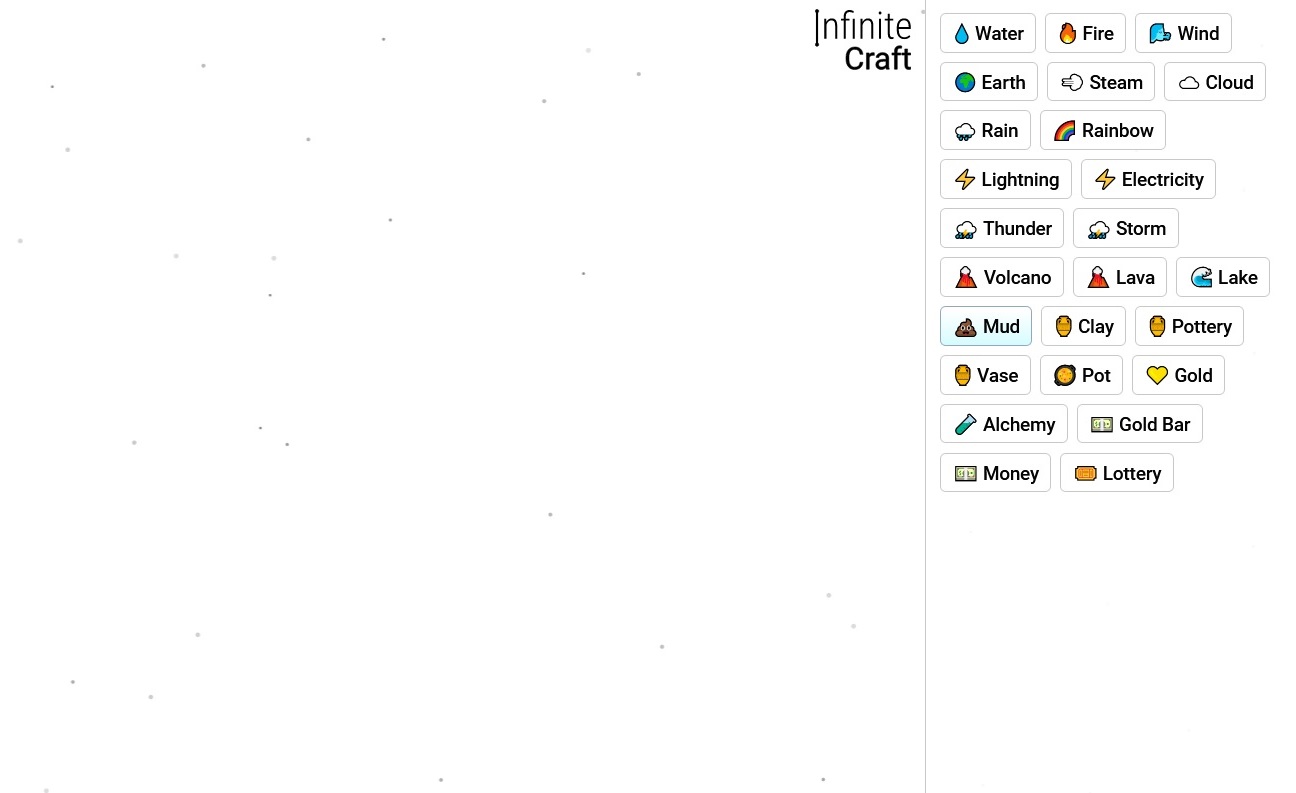 Infinite
Craft
Water Fire Wind
Earth Steam Cloud
Rain Rainbow
Lightning Electricity
Thunder Storm
Volcano Lava Lake
Mud Clay Pottery
Vase Pot Gold
Alchemy Gold Bar
Money Lottery